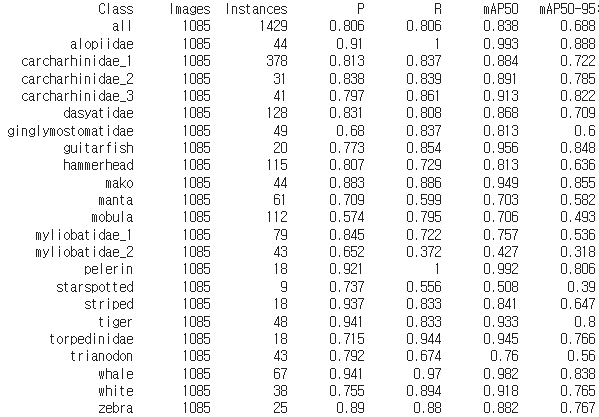 Class Images Instances P R mAP50 mAP50-95:
all 1085 1429 0.806 0.806 0.838 0.688
alopiidae 1085 44 0.91 1 0.993 0.888
carcharhinidae_1 1085 378 0.813 0.837 0.884 0.722
carcharhinidae_2 1085 31 0.838 0.839 0.891 0.785
carcharhinidae_3 1085 41 0.797 0.861 0.913 0.822
dasyatidae 1085 128 0.831 0.808 0.868 0.709
ginglymostomatidae 1085 49 0.68 0.837 0.813 0.6
guitarfish 1085 20 0.773 0.854 0.956 0.848
hammerhead 1085 115 0.807 0.729 0.813 0.636
mako 1085 44 0.883 0.886 0.949 0.855
manta 1085 61 0.709 0.599 0.703 0.582
mobula 1085 112 0.574 0.795 0.706 0.493
myliobatidae_1 1085 79 0.845 0.722 0.757 0.536
myliobatidae_2 1085 43 0.652 0.372 0.427 0.318
pelerin 1085 18 0.921 1 0.992 0.806
starspotted 1085 9 0.737 0.556 0.508 0.39
striped 1085 18 0.937 0.833 0.841 0.647
tiger 1085 48 0.941 0.833 0.933 0.8
torpedinidae 1085 18 0.715 0.944 0.945 0.766
trianodon 1085 43 0.792 0.674 0.76 0.56
whale 1085 67 0.941 0.97 0.982 0.838
white 1085 38 0.755 0.894 0.918 0.765
zebra 1085 25 0.89 0.88 0.882 0.767